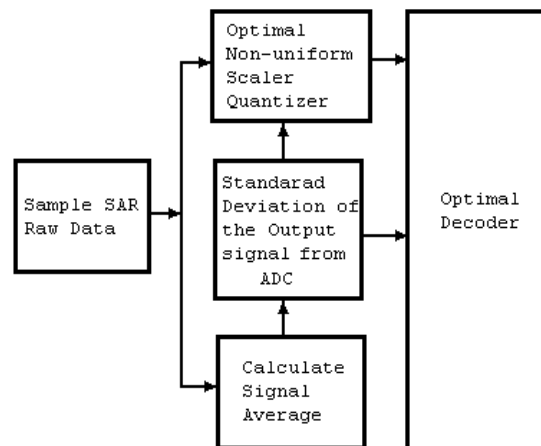 Optimal
Non-uniform
Scaler
Quantizer
Sample SAR
Raw Data
Standarad
Deviation of
the Output
signal from
ADC
Optimal
Decoder
Calculate
Signal
Average